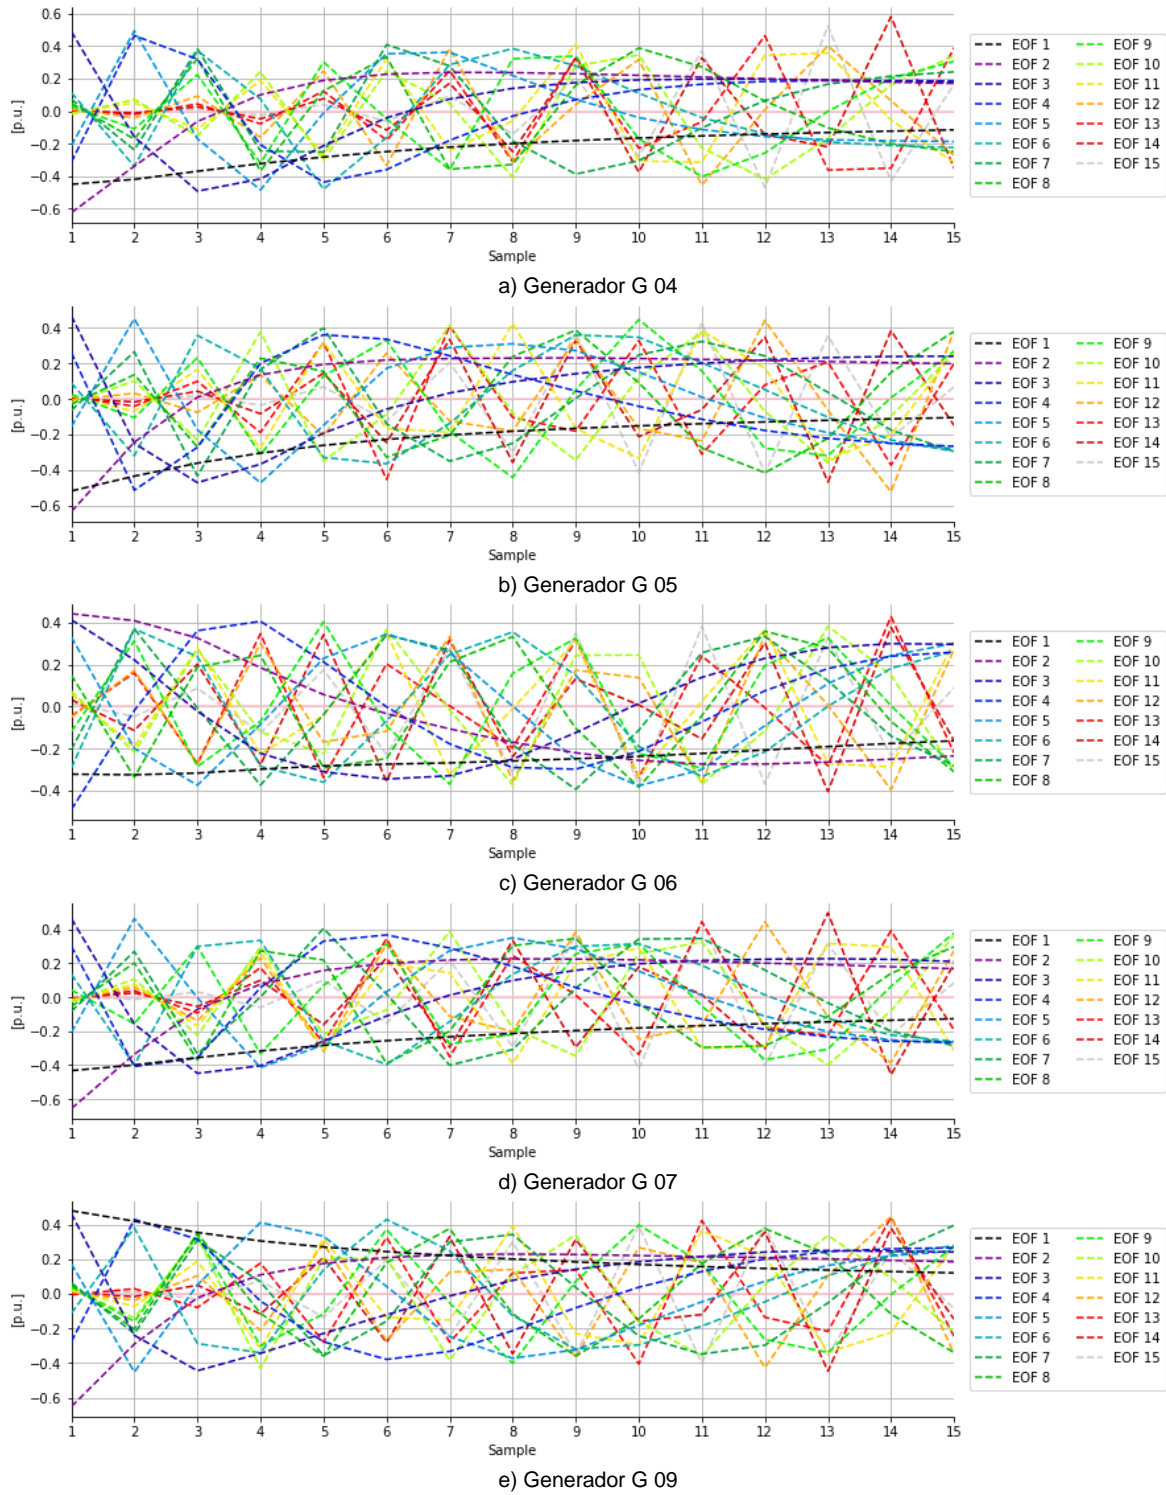 0.6
0.4
0.2
0.0
−0.2
−0.4
−0.6
[p.u.]
1 2 3 4 5 6 7 8 9 10 11 12 13 14 15
Sample
EOF 1 EOF 9
EOF 2 EOF 10
EOF 3 EOF 11
EOF 4 EOF 12
EOF 5 EOF 13
EOF 6 EOF 14
EOF 7 EOF 15
EOF 8
a) Generador G 04
0.4
0.2
0.0
−0.2
−0.4
−0.6
[p.u.]
1 2 3 4 5 6 7 8 9 10 11 12 13 14 15
Sample
EOF 1 EOF 9
EOF 2 EOF 10
EOF 3 EOF 11
EOF 4 EOF 12
EOF 5 EOF 13
EOF 6 EOF 14
EOF 7 EOF 15
EOF 8
b) Generador G 05
0.4
0.2
0.0
−0.2
−0.4
[p.u.]
1 2 3 4 5 6 7 8 9 10 11 12 13 14 15
Sample
EOF 1 EOF 9
EOF 2 EOF 10
EOF 3 EOF 11
EOF 4 EOF 12
EOF 5 EOF 13
EOF 6 EOF 14
EOF 7 EOF 15
EOF 8
c) Generador G 06
0.4
0.2
0.0
−0.2
−0.4
−0.6
[p.u.]
1 2 3 4 5 6 7 8 9 10 11 12 13 14 15
Sample
EOF 1 EOF 9
EOF 2 EOF 10
EOF 3 EOF 11
EOF 4 EOF 12
EOF 5 EOF 13
EOF 6 EOF 14
EOF 7 EOF 15
EOF 8
d) Generador G 07
0.4
0.2
0.0
−0.2
−0.4
−0.6
[p.u.]
1 2 3 4 5 6 7 8 9 10 11 12 13 14 15
Sample
EOF 1 EOF 9
EOF 2 EOF 10
EOF 3 EOF 11
EOF 4 EOF 12
EOF 5 EOF 13
EOF 6 EOF 14
EOF 7 EOF 15
EOF 8
e) Generador G 09